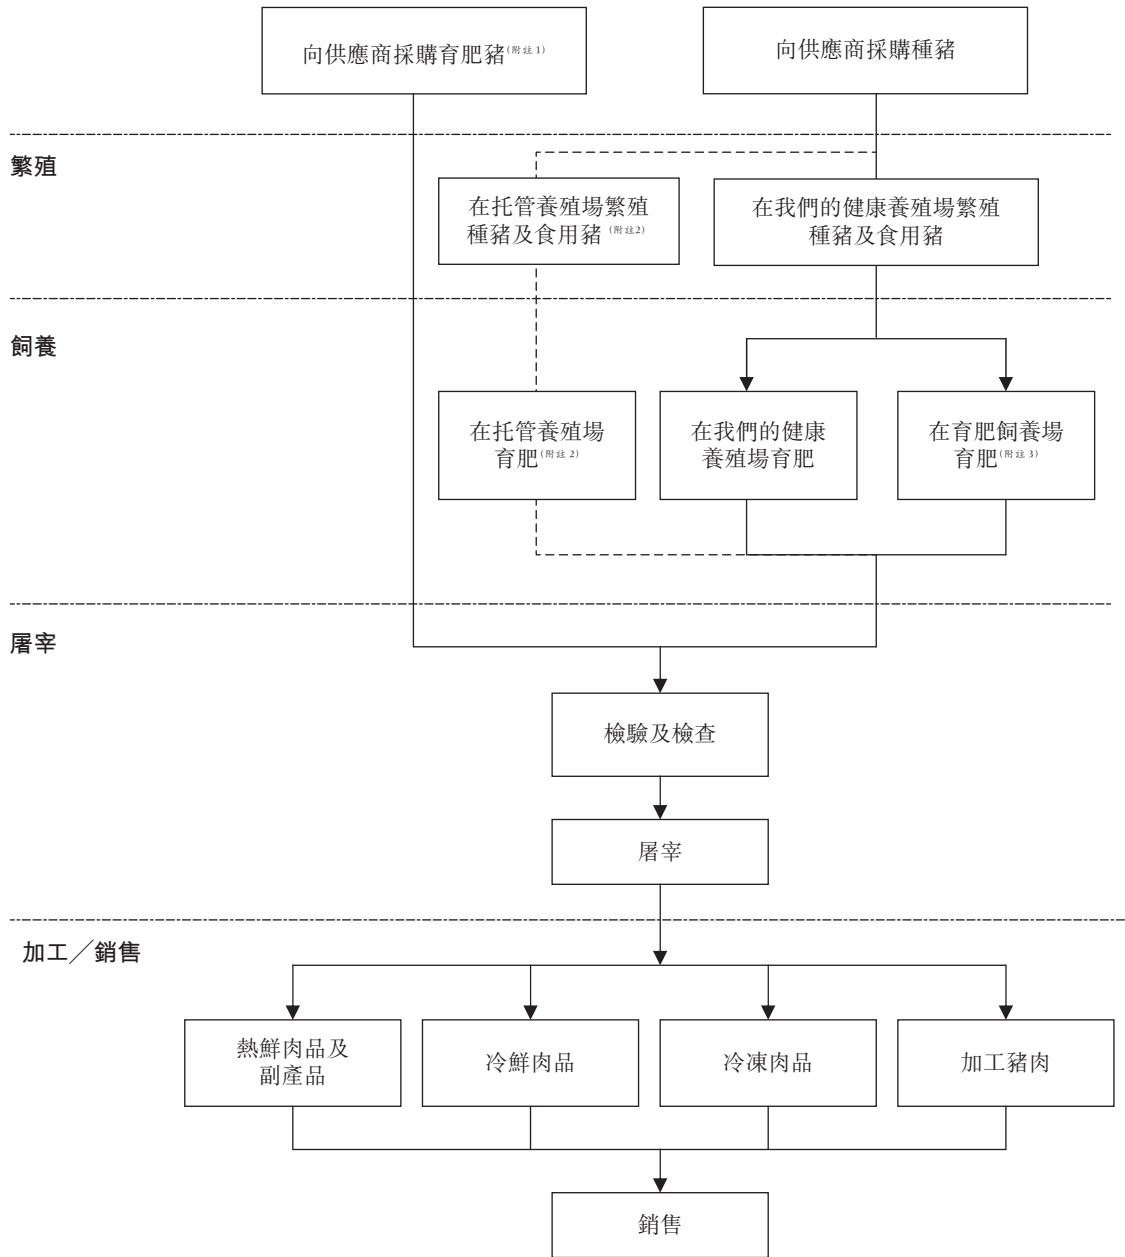 向供應商採購育肥豬(附註1)
向供應商採購種豬
繁殖
在托管養殖場繁殖
種豬及食用豬(附註2)
在我們的健康養殖場繁殖
種豬及食用豬
飼養
在托管養殖場
育肥(附註2)
在我們的健康
養殖場育肥
在育肥飼養場
育肥(附註3)
屠宰
檢驗及檢查
屠宰
加工／銷售
熱鮮肉品及
副產品
冷鮮肉品
冷凍肉品
加工豬肉
銷售